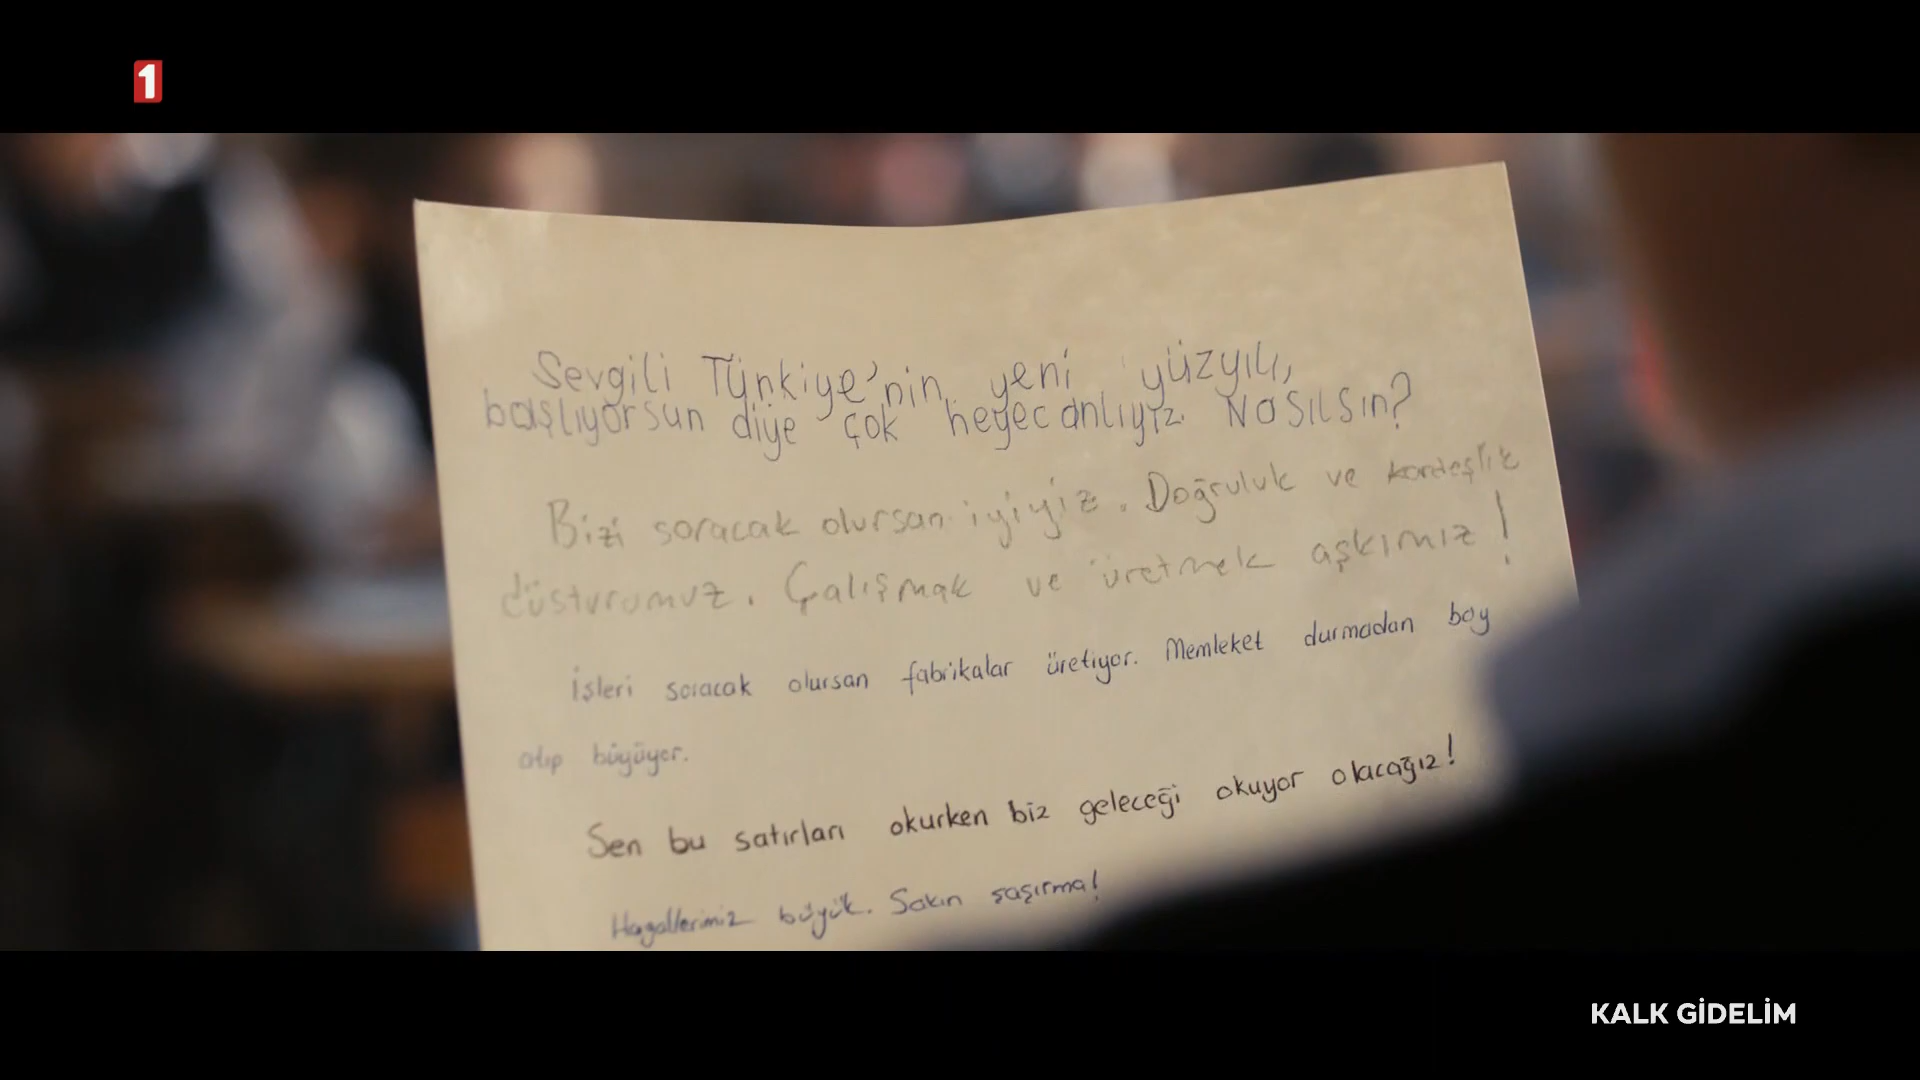 1
Sevgili Türkiye'nin yeni yüzyılı,
başlıyorsun diye çok heyecanlıyız. Nasılsın?
Bizi soracak olursan iyiyiz. Doğruluk ve kardeşlik
düsturumuz. Çalışmak ve üretmek aşkımız!
İşleri soracak olursan fabrikalar üretiyor. Memleket durmadan boy
atıp büyüyor.
Sen bu satırları okurken biz geleceği okuyor olacağız!
Hayallerimiz büyük. Sakın şaşırma!
KALK GİDELİM